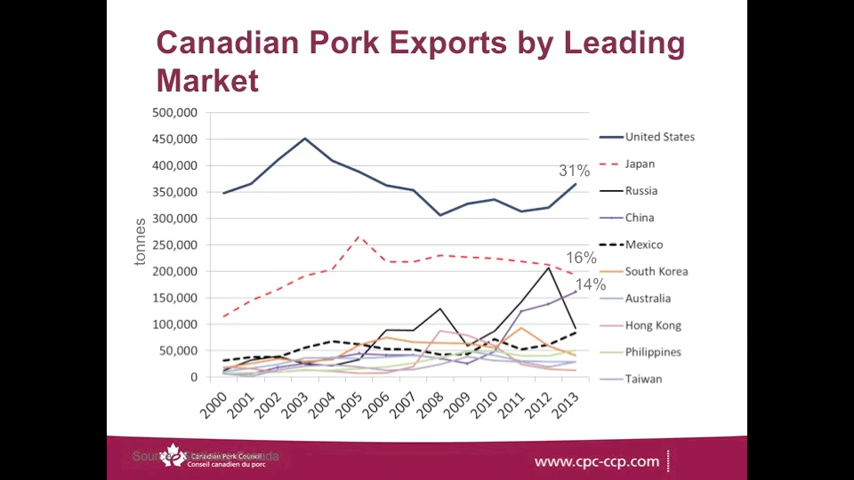 Canadian Pork Exports by Leading
Market
500,000
450,000
400,000
350,000
300,000
250,000
200,000
150,000
100,000
50,000
0
tonnes
2000
2001
2002
2003
2004
2005
2006
2007
2008
2009
2010
2011
2012
2013
31%
16%
14%
United States
Japan
Russia
China
Mexico
South Korea
Australia
Hong Kong
Philippines
Taiwan
Canadian Pork Council
Conseil canadien du porc
www.cpc-ccp.com